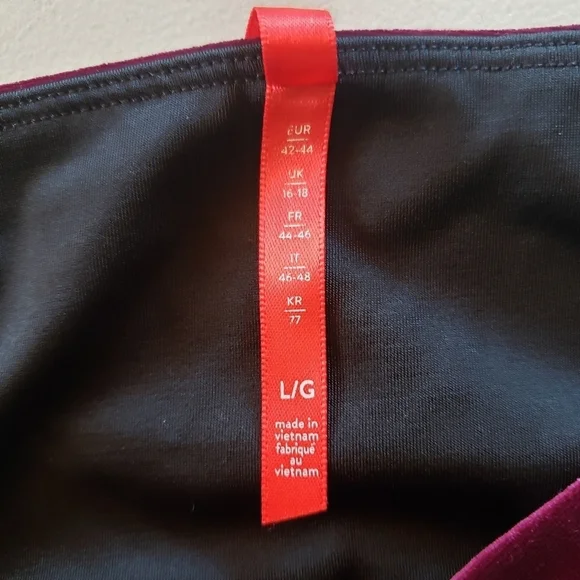 EUR
42-44
UK
16-18
FR
44-46
IT
46-48
KR
77
L/G
made in
vietnam
fabriqué
au
vietnam